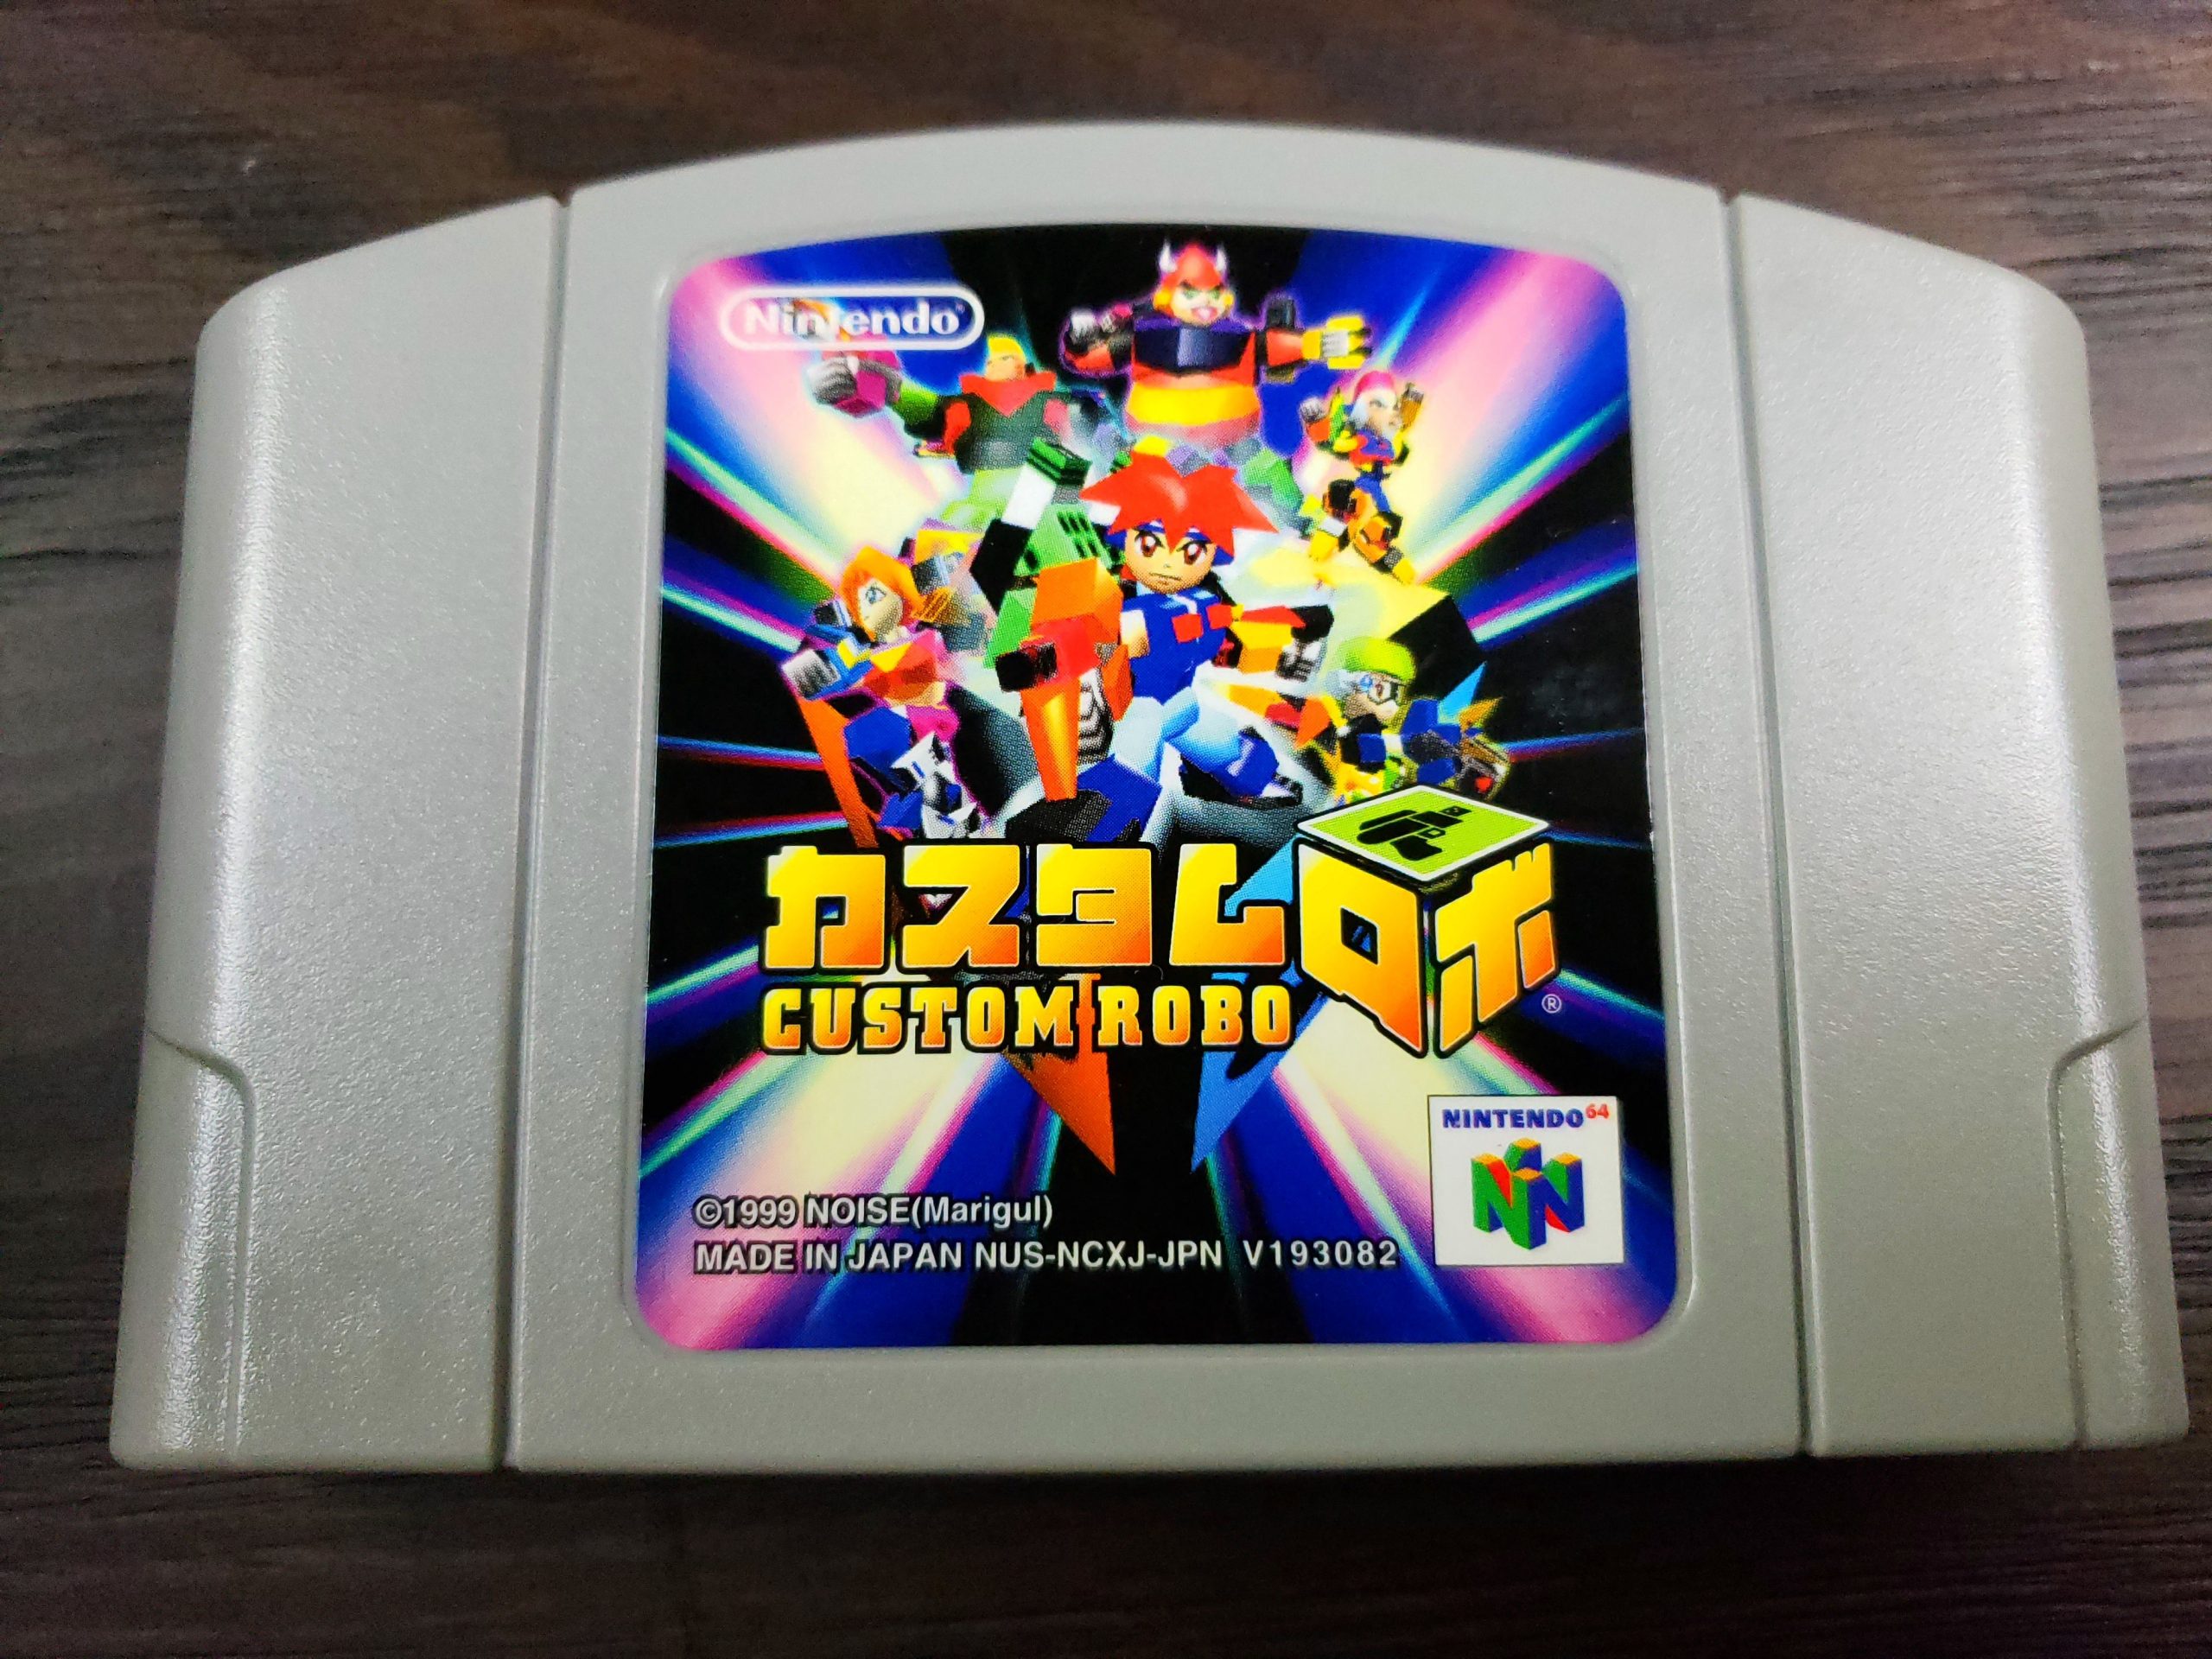 Nintendo®
カスタムロボ
CUSTOM ROBO ®
NINTENDO64
©1999 NOISE(Marigul)
MADE IN JAPAN NUS-NCXJ-JPN V193082